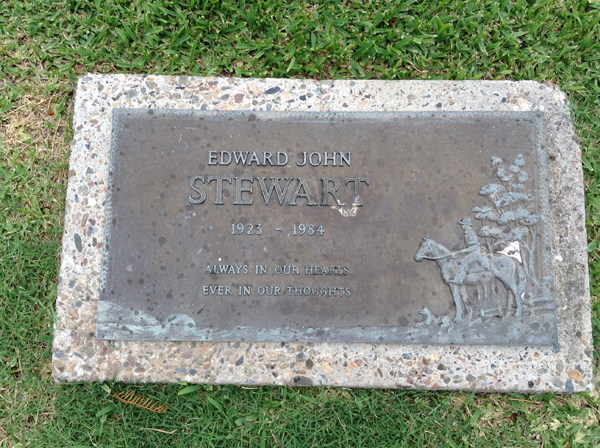 EDWARD JOHN
STEWART
1923 - 1984
ALWAYS IN OUR HEARTS
EVER IN OUR THOUGHTS